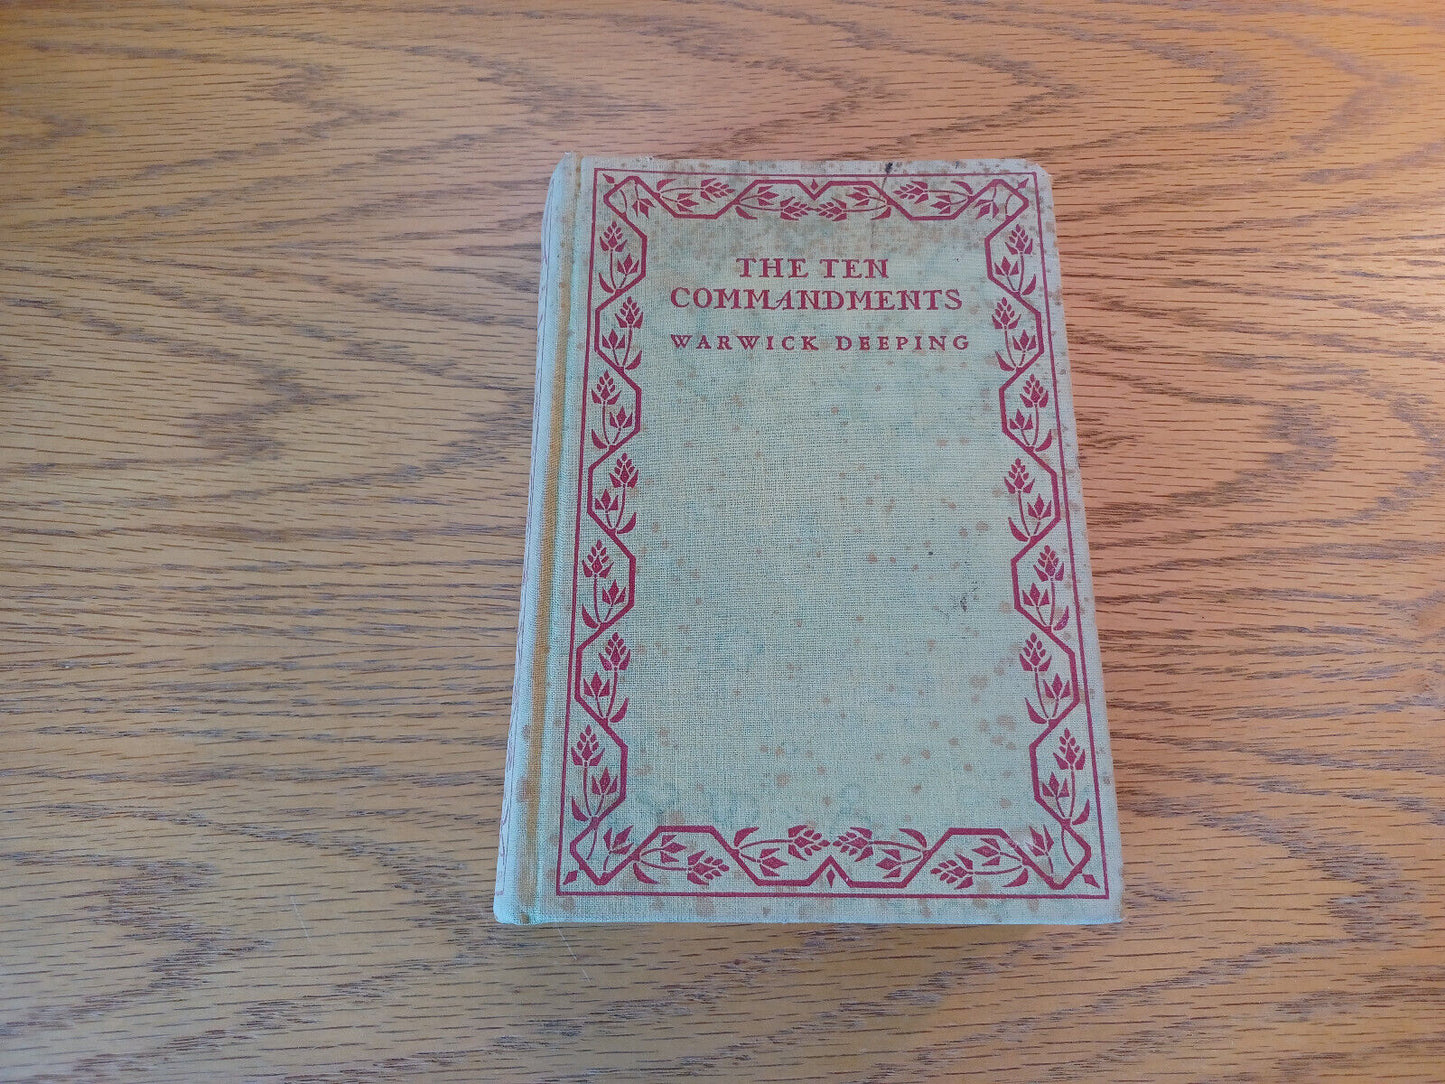 THE TEN
COMMANDMENTS
WARWICK DEEPING